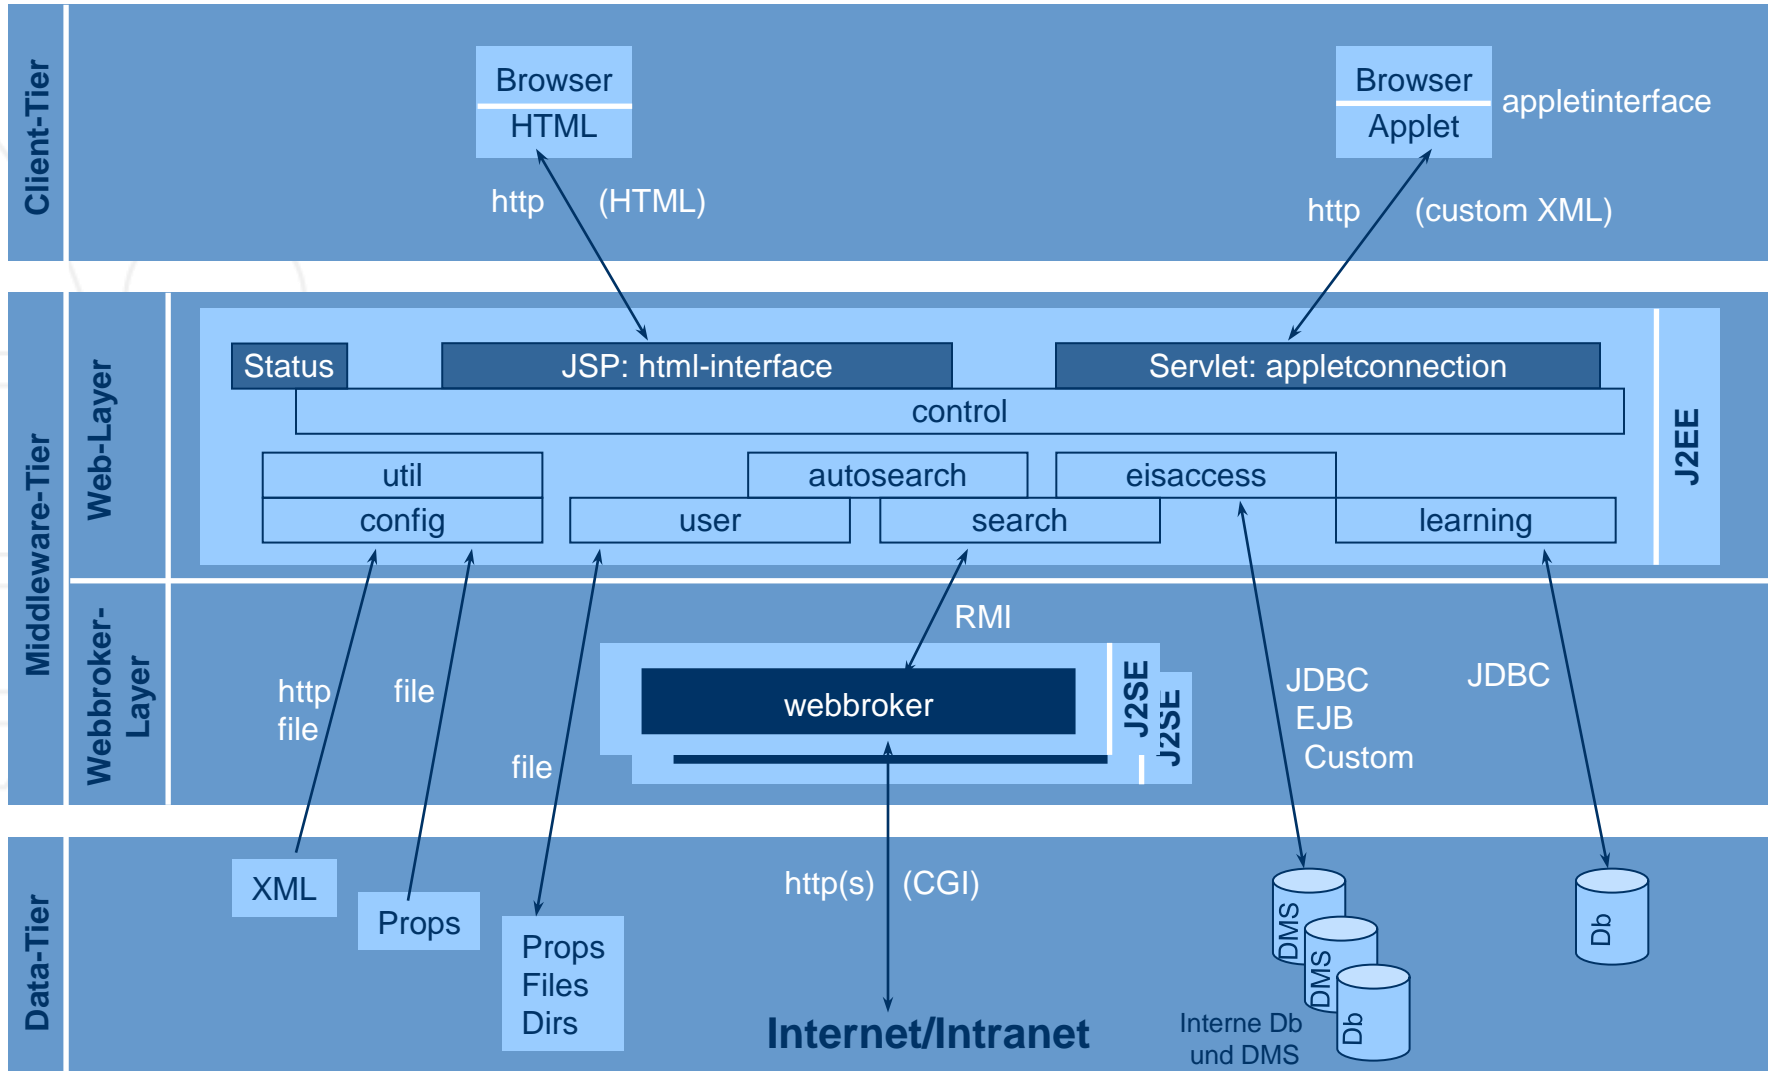 Client-Tier
Browser
HTML
Browser
Applet
appletinterface
http (HTML)
http (custom XML)
Middleware-Tier
Web-Layer
Status
JSP: html-interface
Servlet: appletconnection
control
J2EE
util
autosearch
eisaccess
config
user
search
learning
Webbroker-
Layer
RMI
http
file
file
file
webbroker
J2SE
J2SE
JDBC
EJB
Custom
JDBC
Data-Tier
XML
Props
Props
Files
Dirs
http(s) (CGI)
Internet/Intranet
DMS
DMS
Db
Interne Db
und DMS
Db